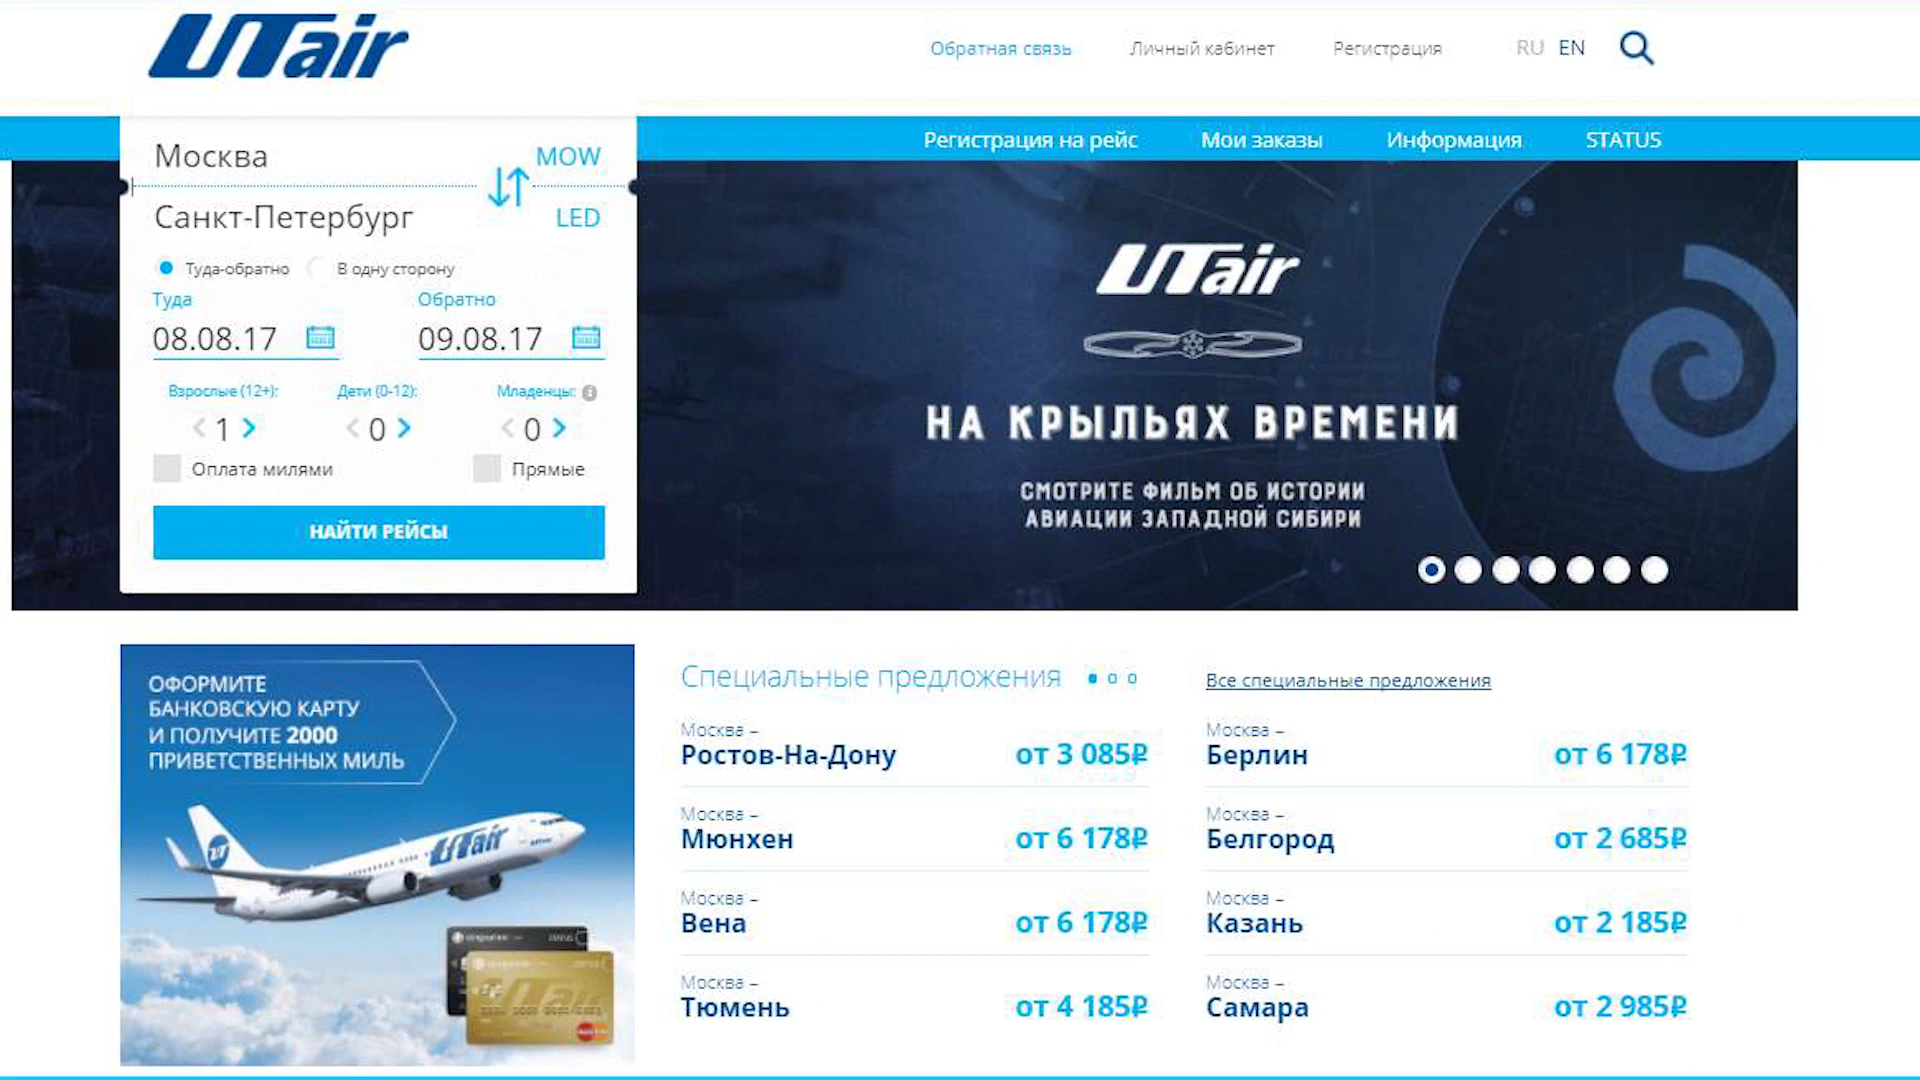 UTair
Обратная связь
Личный кабинет
Регистрация
RU EN
Регистрация на рейс
Мои заказы
Информация
STATUS
Москва MOW
Санкт-Петербург LED
Туда-обратно
В одну сторону
Туда
Обратно
08.08.17
09.08.17
Взрослые (12+):
Дети (0-12):
Младенцы:
1
0
0
Оплата милями
Прямые
НАЙТИ РЕЙСЫ
UTair
НА КРЫЛЬЯХ ВРЕМЕНИ
СМОТРИТЕ ФИЛЬМ ОБ ИСТОРИИ
АВИАЦИИ ЗАПАДНОЙ СИБИРИ
ОФОРМИТЕ
БАНКОВСКУЮ КАРТУ
И ПОЛУЧИТЕ 2000
ПРИВЕТСТВЕННЫХ МИЛЬ
UTair
Специальные предложения
Все специальные предложения
Москва –
Ростов-На-Дону от 3 085₽
Москва –
Мюнхен от 6 178₽
Москва –
Вена от 6 178₽
Москва –
Тюмень от 4 185₽
Москва –
Берлин от 6 178₽
Москва –
Белгород от 2 685₽
Москва –
Казань от 2 185₽
Москва –
Самара от 2 985₽